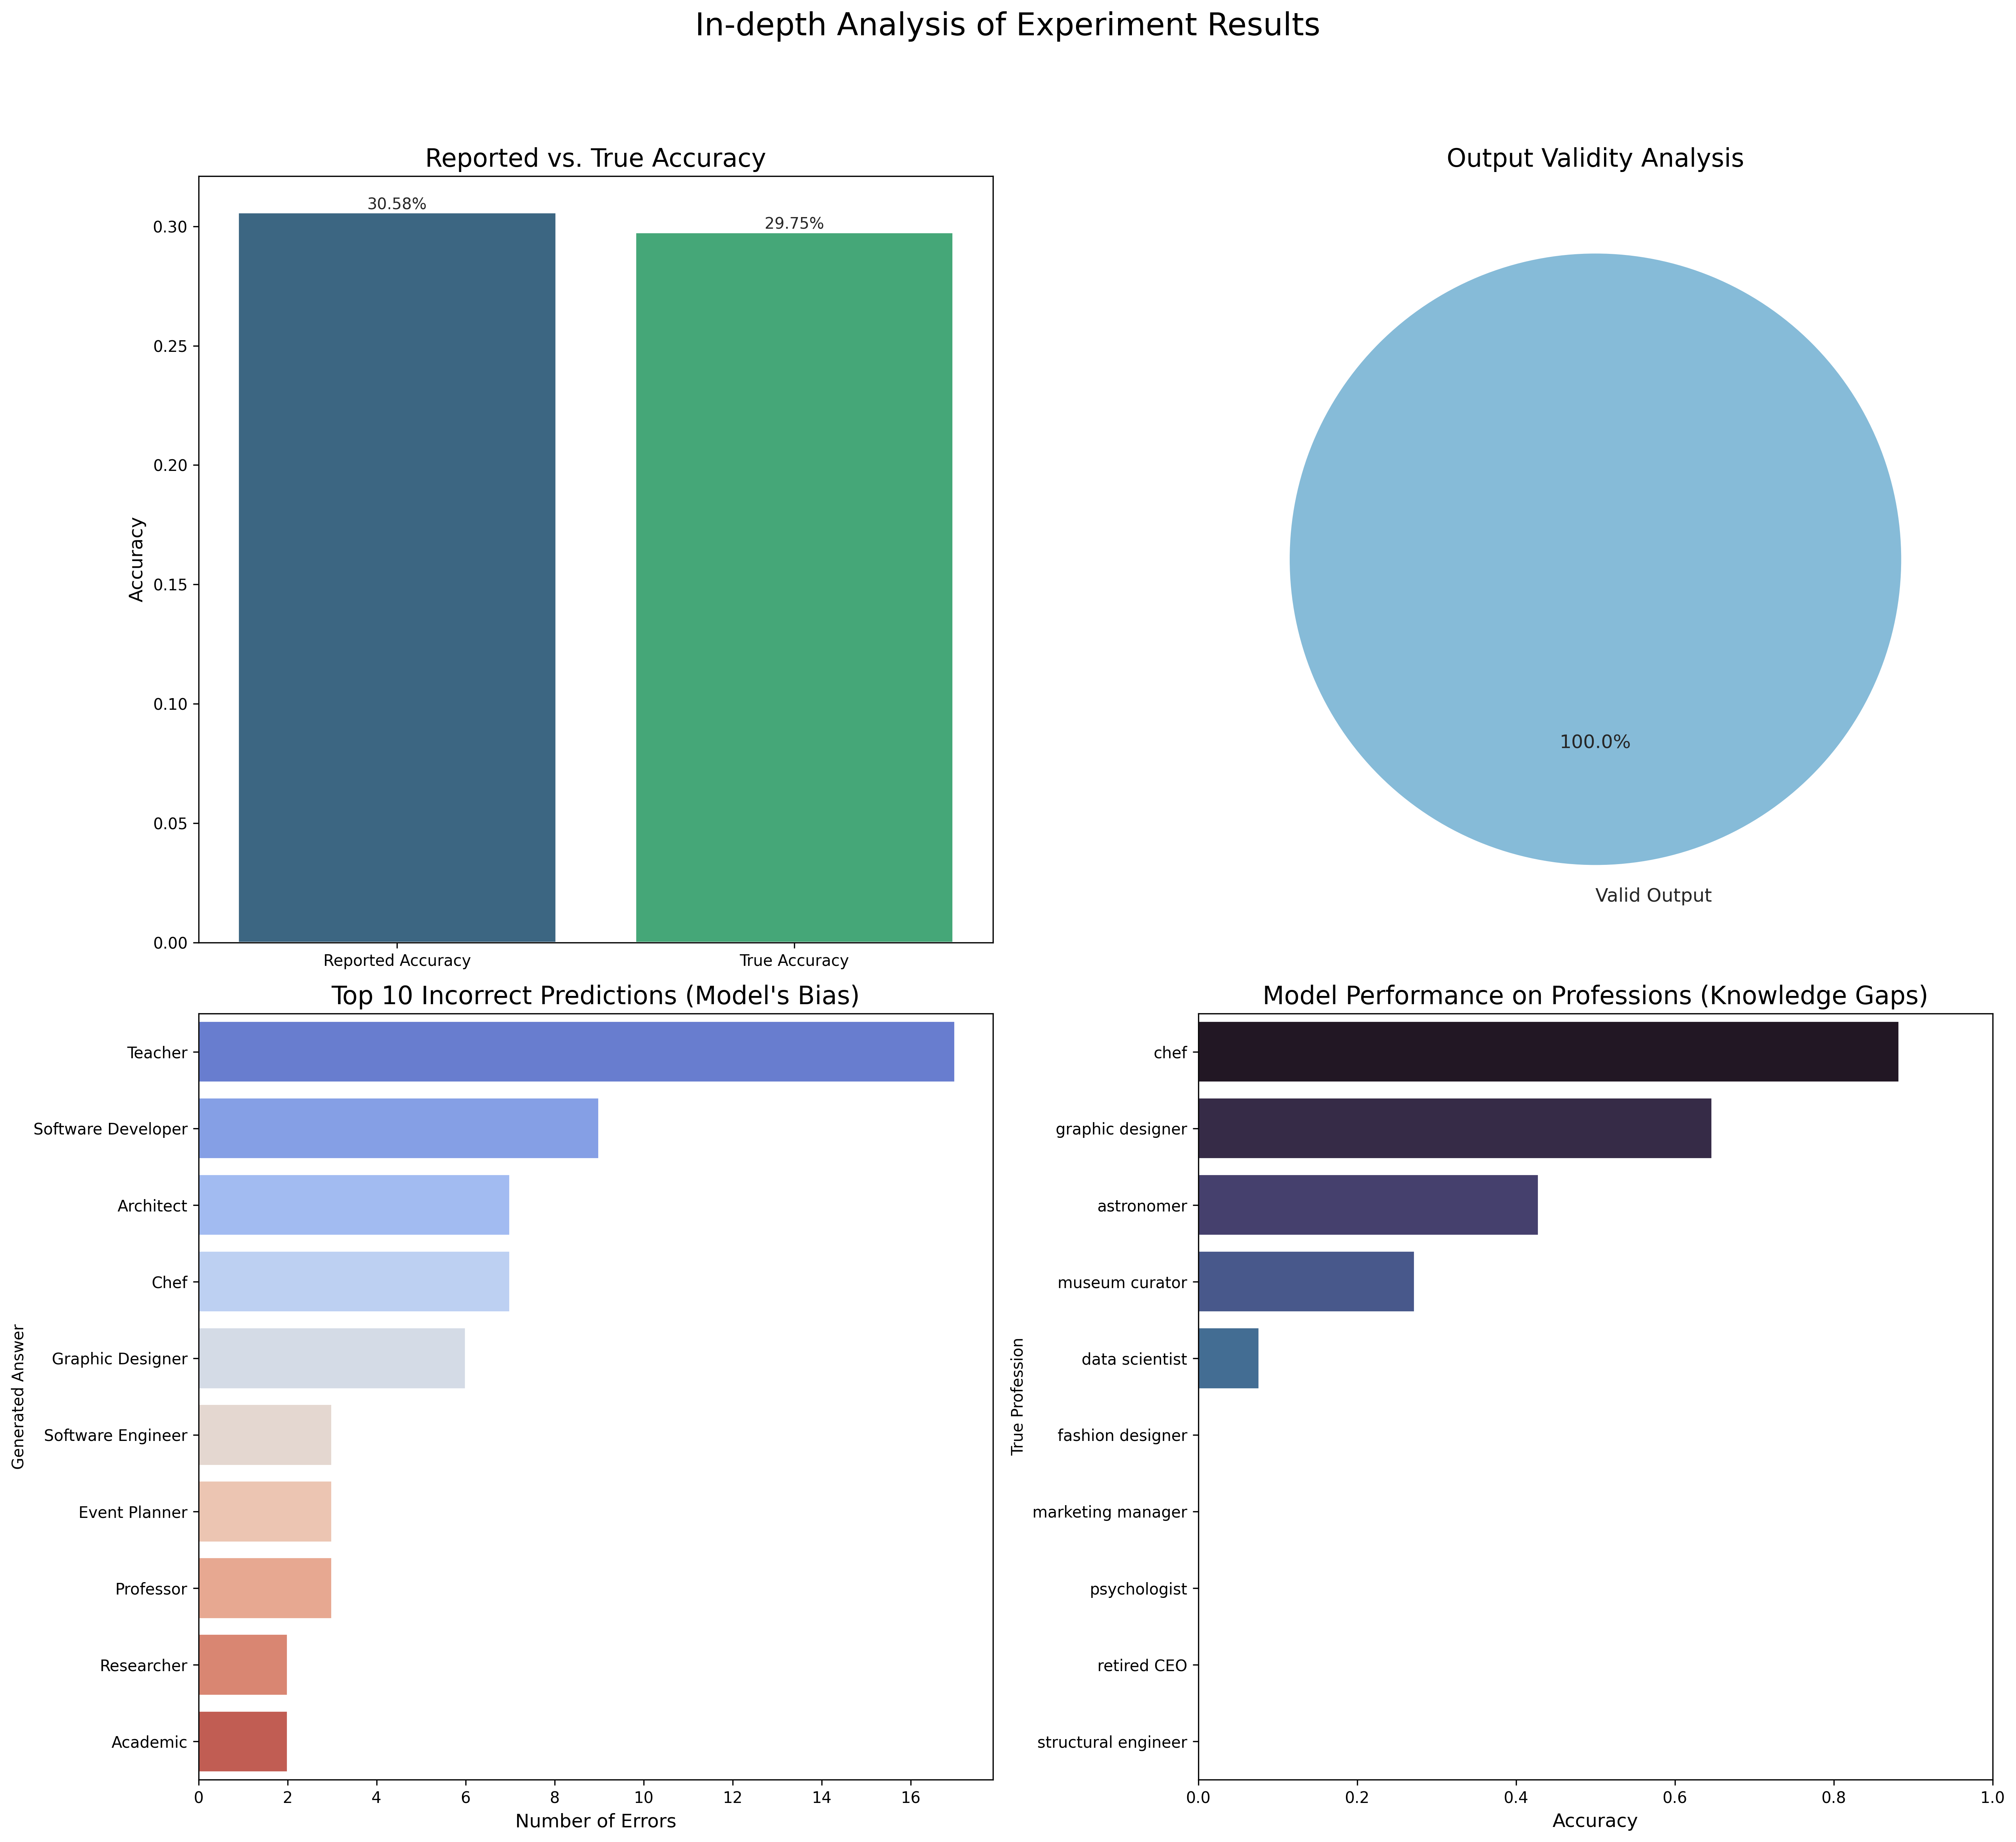 In-depth Analysis of Experiment Results
Reported vs. True Accuracy
Accuracy
0.30
0.25
0.20
0.15
0.10
0.05
0.00
30.58%
29.75%
Reported Accuracy
True Accuracy
Output Validity Analysis
100.0%
Valid Output
Top 10 Incorrect Predictions (Model's Bias)
Generated Answer
Teacher
Software Developer
Architect
Chef
Graphic Designer
Software Engineer
Event Planner
Professor
Researcher
Academic
0 2 4 6 8 10 12 14 16
Number of Errors
Model Performance on Professions (Knowledge Gaps)
True Profession
chef
graphic designer
astronomer
museum curator
data scientist
fashion designer
marketing manager
psychologist
retired CEO
structural engineer
0.0 0.2 0.4 0.6 0.8 1.0
Accuracy